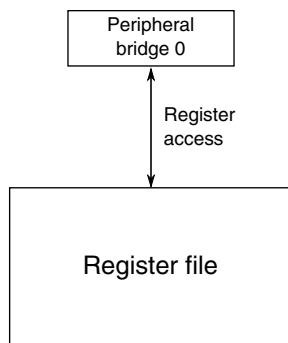 Peripheral
bridge 0
Register
access
Register file